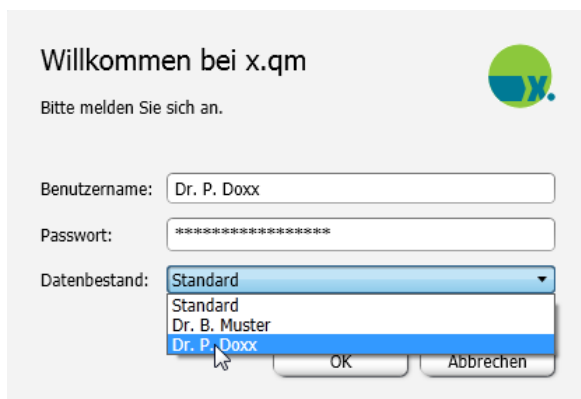 Willkommen bei x.qm
x.
Bitte melden Sie sich an.
Benutzername: Dr. P. Doxx
Passwort: *****************
Datenbestand: Standard
Standard
Dr. B. Muster
Dr. P. Doxx
OK Abbrechen